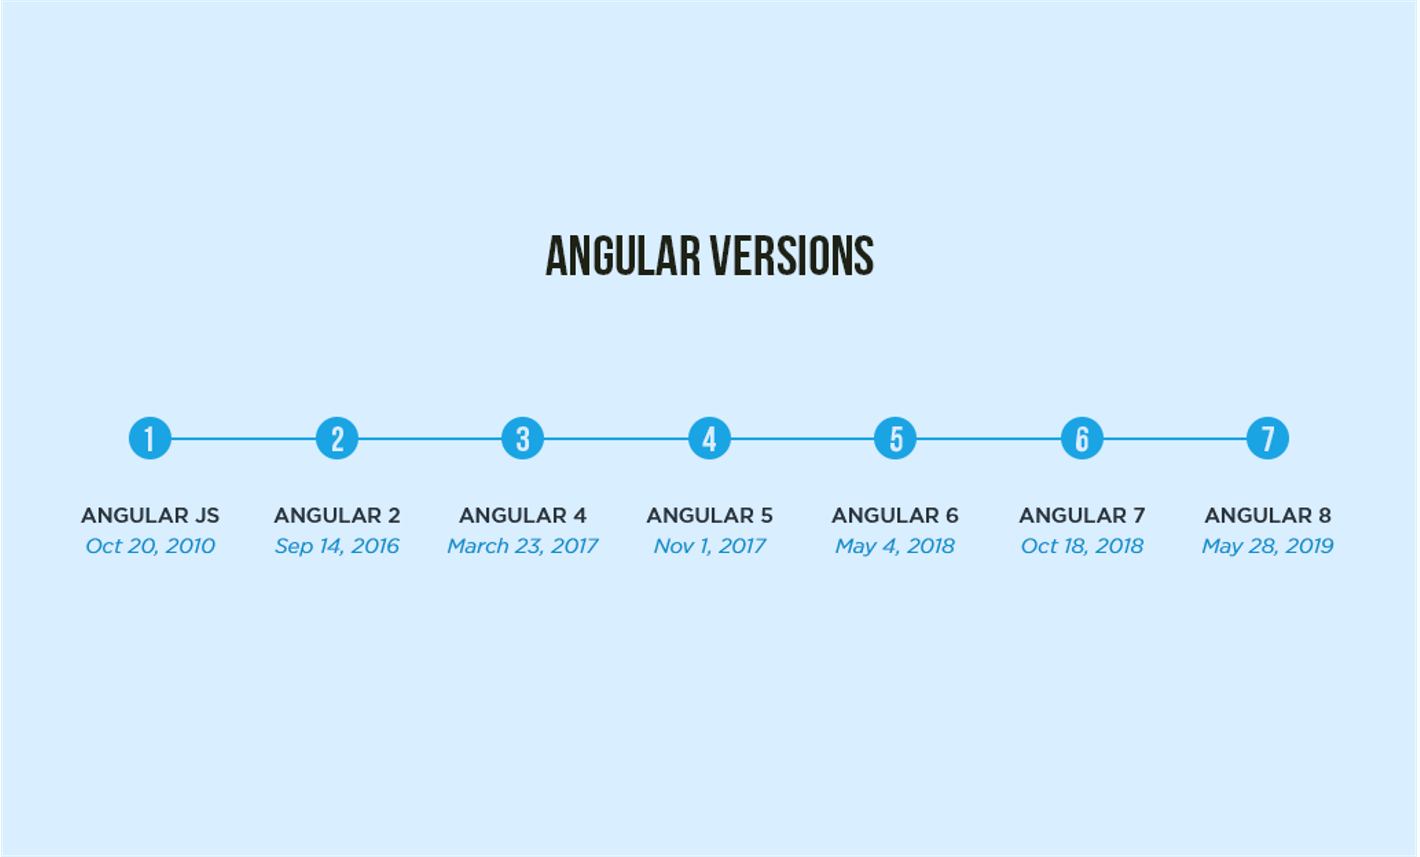 ANGULAR VERSIONS
1 2 3 4 5 6 7
ANGULAR JS ANGULAR 2 ANGULAR 4 ANGULAR 5 ANGULAR 6 ANGULAR 7 ANGULAR 8
Oct 20, 2010 Sep 14, 2016 March 23, 2017 Nov 1, 2017 May 4, 2018 Oct 18, 2018 May 28, 2019